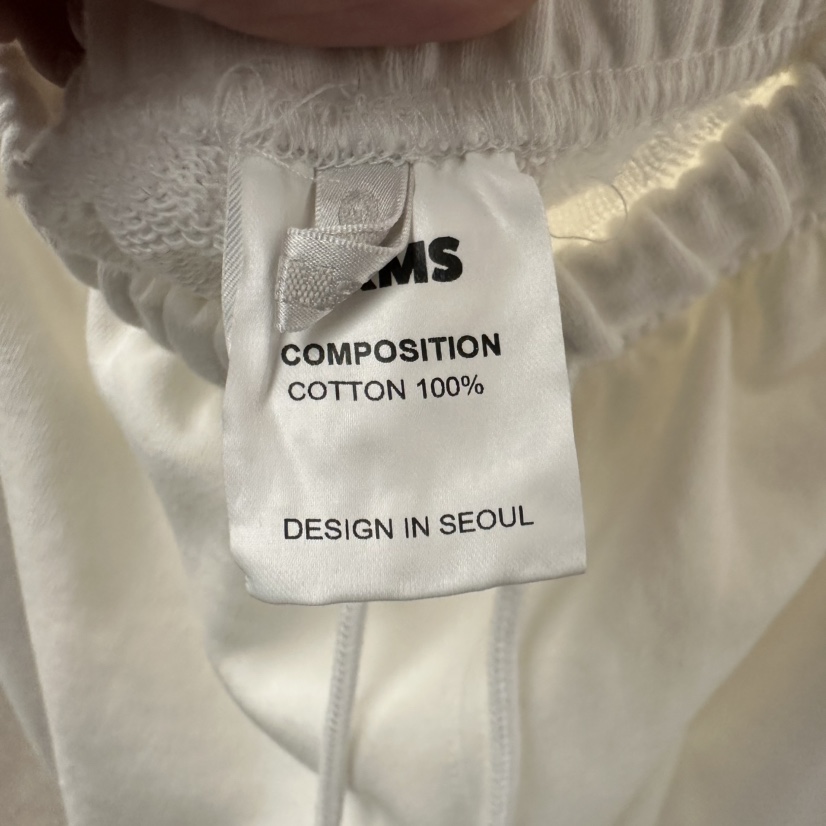 COMPOSITION
COTTON 100%
DESIGN IN SEOUL